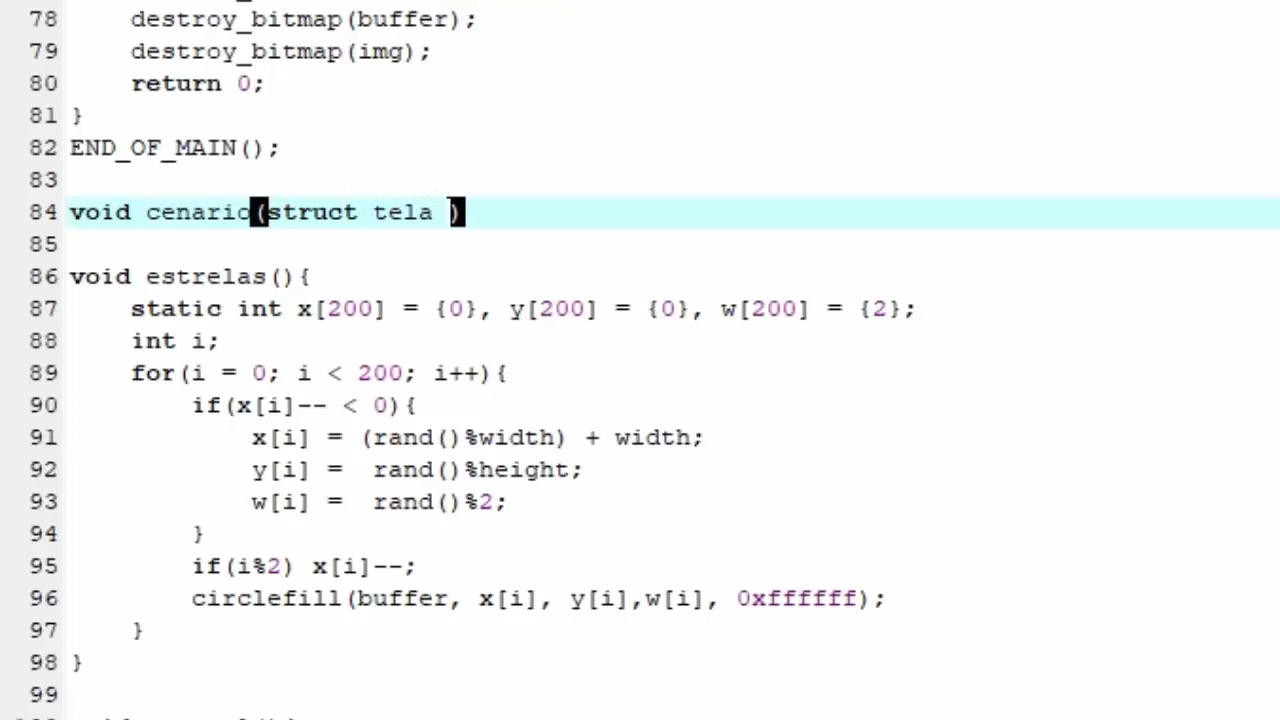 78     destroy_bitmap(buffer);
79     destroy_bitmap(img);
80     return 0;
81 }
82 END_OF_MAIN();
83
84 void cenario(struct tela )
85
86 void estrelas(){
87     static int x[200] = {0}, y[200] = {0}, w[200] = {2};
88     int i;
89     for(i = 0; i < 200; i++){
90         if(x[i]-- < 0){
91             x[i] = (rand()%width) + width;
92             y[i] =  rand()%height;
93             w[i] =  rand()%2;
94         }
95         if(i%2) x[i]--;
96         circlefill(buffer, x[i], y[i],w[i], 0xffffff);
97     }
98 }
99